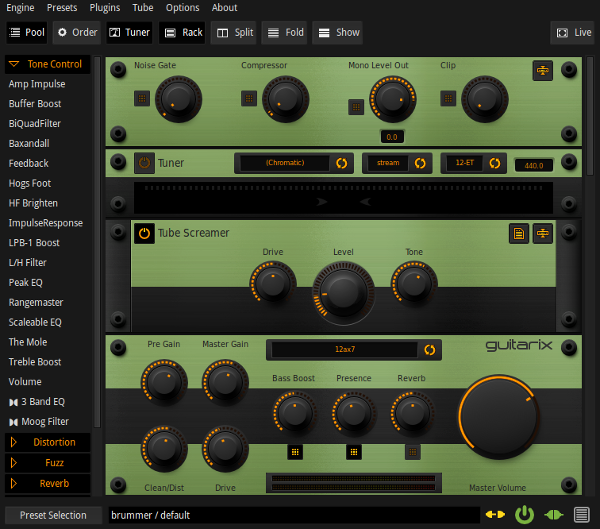 Engine Presets Plugins Tube Options About
Pool Order Tuner Rack Split Fold Show Live
Tone Control
Amp Impulse
Buffer Boost
BiQuadFilter
Baxandall
Feedback
Hogs Foot
HF Brighten
ImpulseResponse
LPB-1 Boost
L/H Filter
Peak EQ
Rangemaster
Scaleable EQ
The Mole
Treble Boost
Volume
3 Band EQ
Moog Filter
Distortion
Fuzz
Reverb
Noise Gate Compressor Mono Level Out Clip
0.0
Tuner (Chromatic) stream 12-ET 440.0
Tube Screamer
Drive Level Tone
Pre Gain Master Gain 12ax7 guitarix
Bass Boost Presence Reverb
Clean/Dist Drive Master Volume
Preset Selection brummer / default